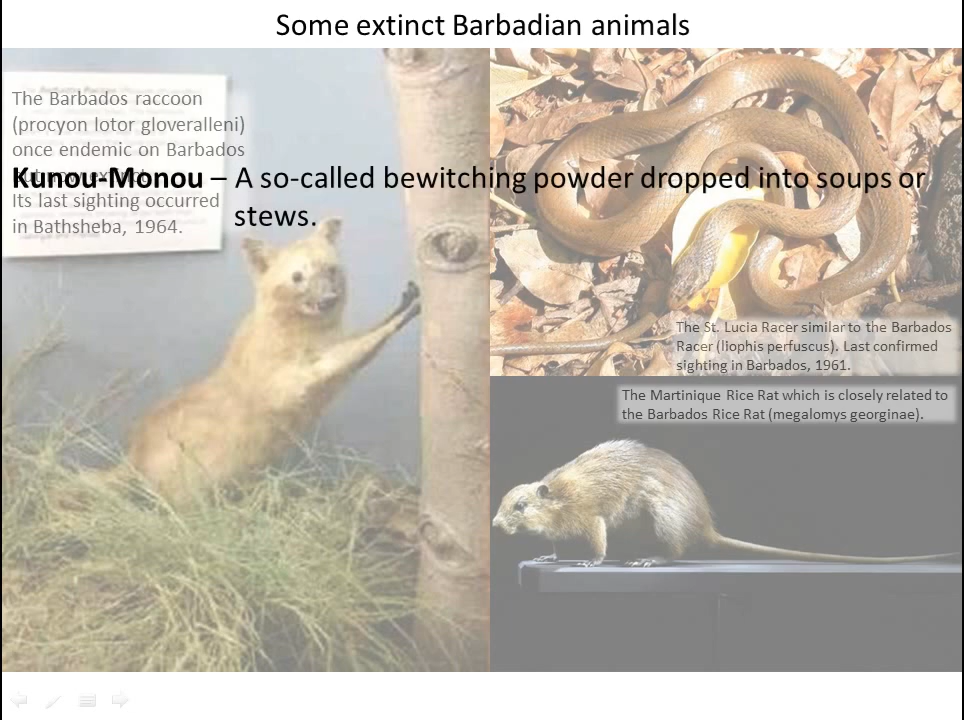 Some extinct Barbadian animals
The Barbados raccoon
(procyon lotor gloveralleni)
once endemic on Barbados
Kunou-Monou – A so-called bewitching powder dropped into soups or
stews.
Its last sighting occurred
in Bathsheba, 1964.
The St. Lucia Racer similar to the Barbados
Racer (liophis perfuscus). Last confirmed
sighting in Barbados, 1961.
The Martinique Rice Rat which is closely related to
the Barbados Rice Rat (megalomys georginae).